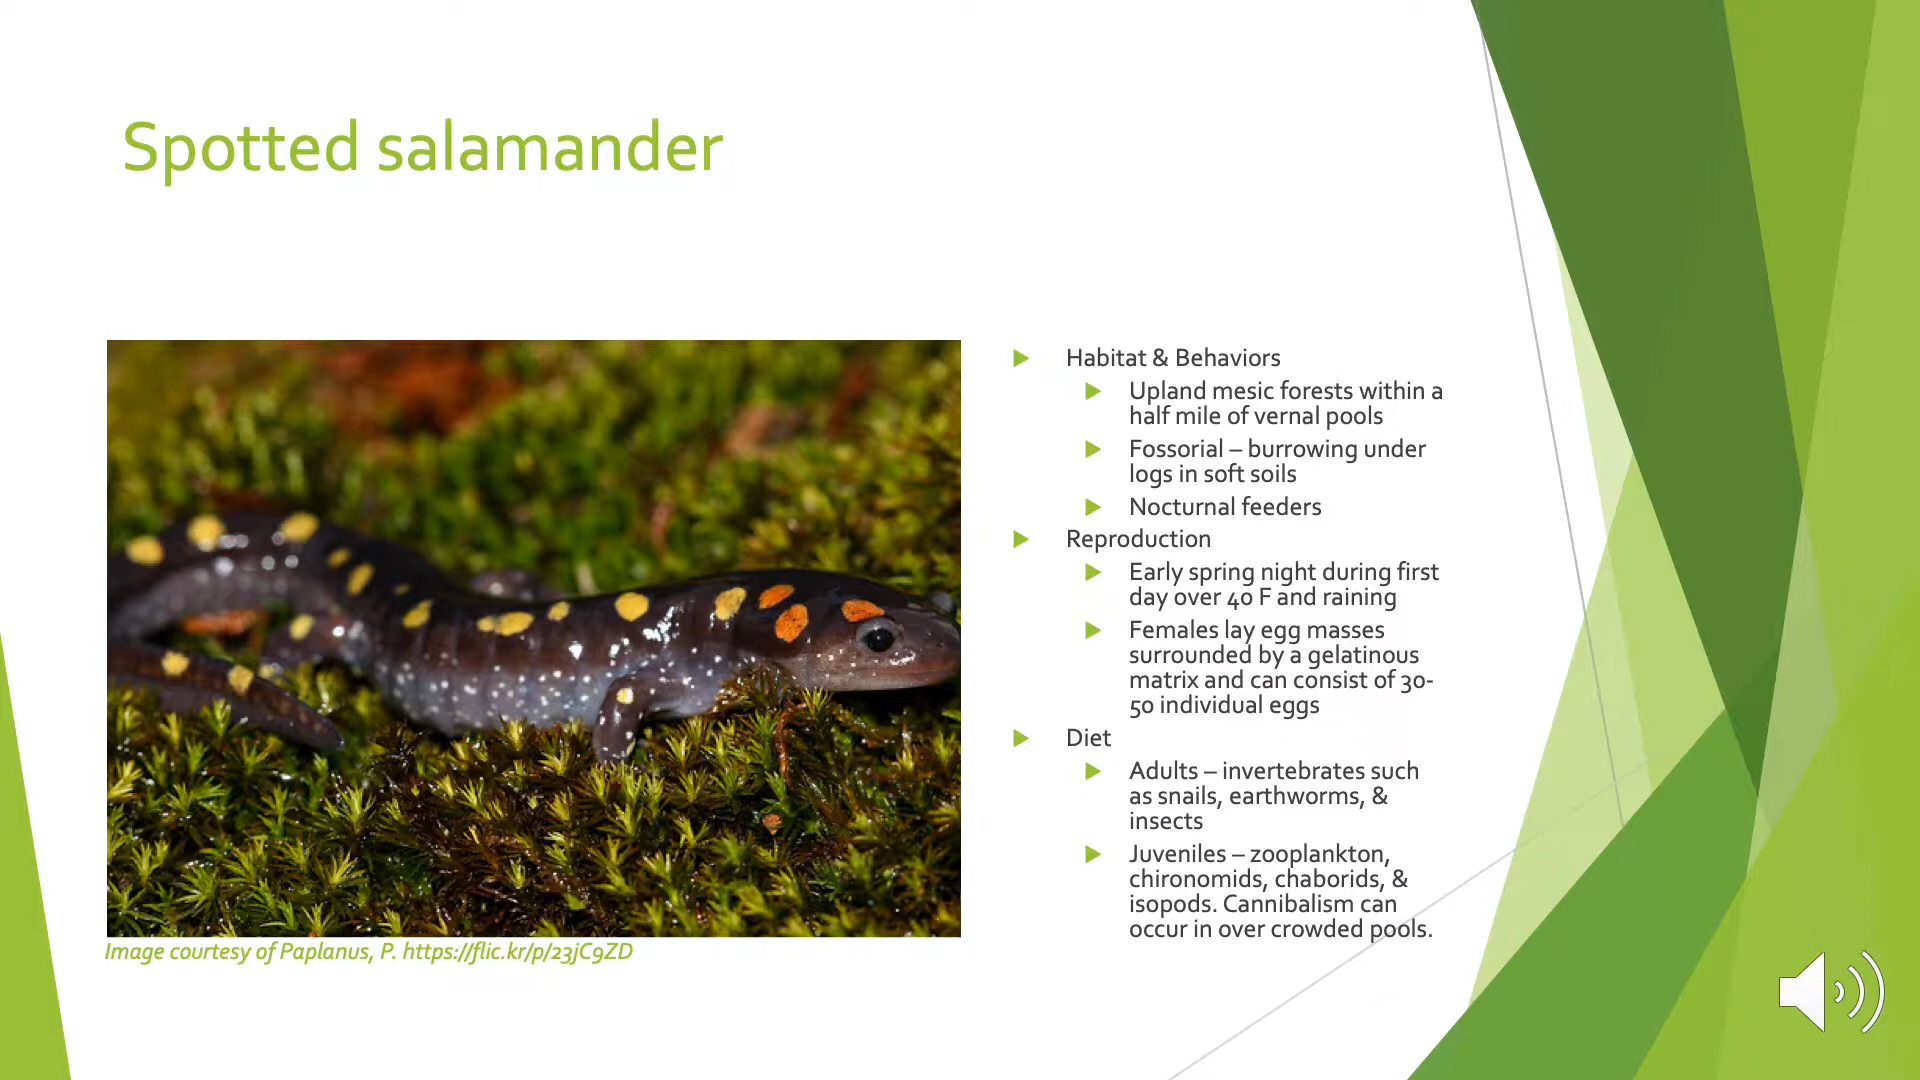 Spotted salamander
Habitat & Behaviors
Upland mesic forests within a
half mile of vernal pools
Fossorial – burrowing under
logs in soft soils
Nocturnal feeders
Reproduction
Early spring night during first
day over 40 F and raining
Females lay egg masses
surrounded by a gelatinous
matrix and can consist of 30-
50 individual eggs
Diet
Adults – invertebrates such
as snails, earthworms, &
insects
Juveniles – zooplankton,
chironomids, chaborids, &
isopods. Cannibalism can
occur in over crowded pools.
Image courtesy of Paplanus, P. https://flic.kr/p/23jC9ZD